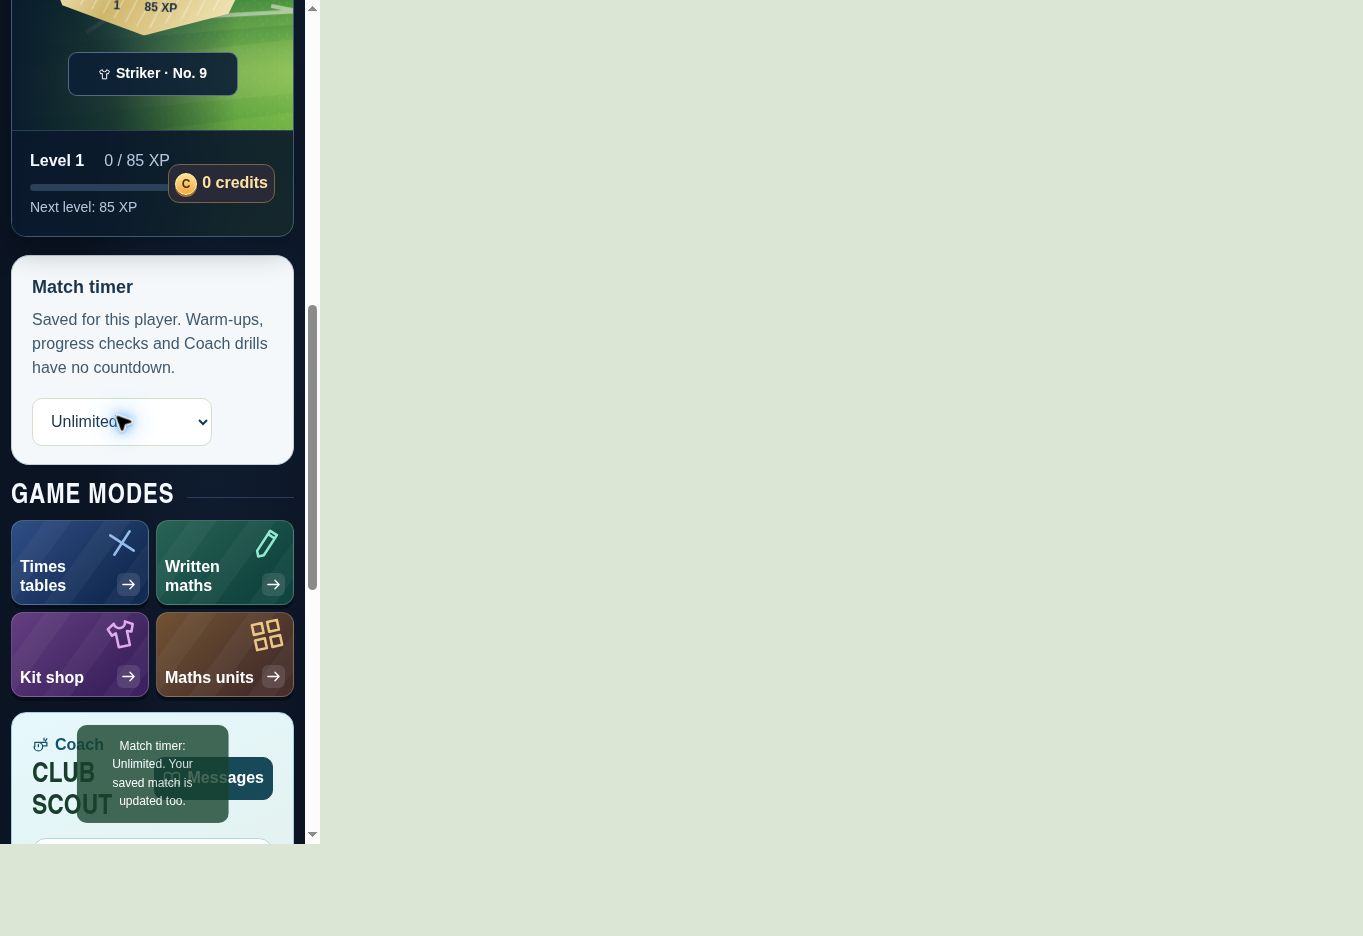 1 85 XP
Striker · No. 9
Level 1 0 / 85 XP
C 0 credits
Next level: 85 XP
Match timer
Saved for this player. Warm-ups,
progress checks and Coach drills
have no countdown.
Unlimited
GAME MODES
Times
tables
Written
maths
Kit shop
Maths units
Coach
CLUB
SCOUT
Messages
Match timer:
Unlimited. Your
saved match is
updated too.